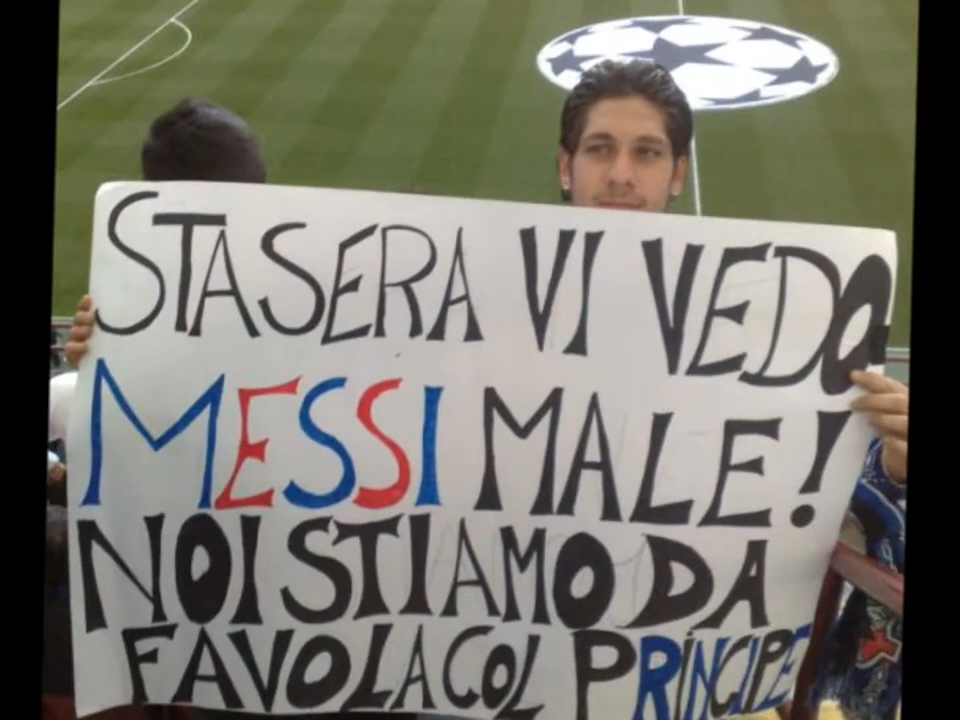 STASERA VI VEDO
MESSI MALE!
NOI STIAMO DA
FAVOLA COL PRINCIPE